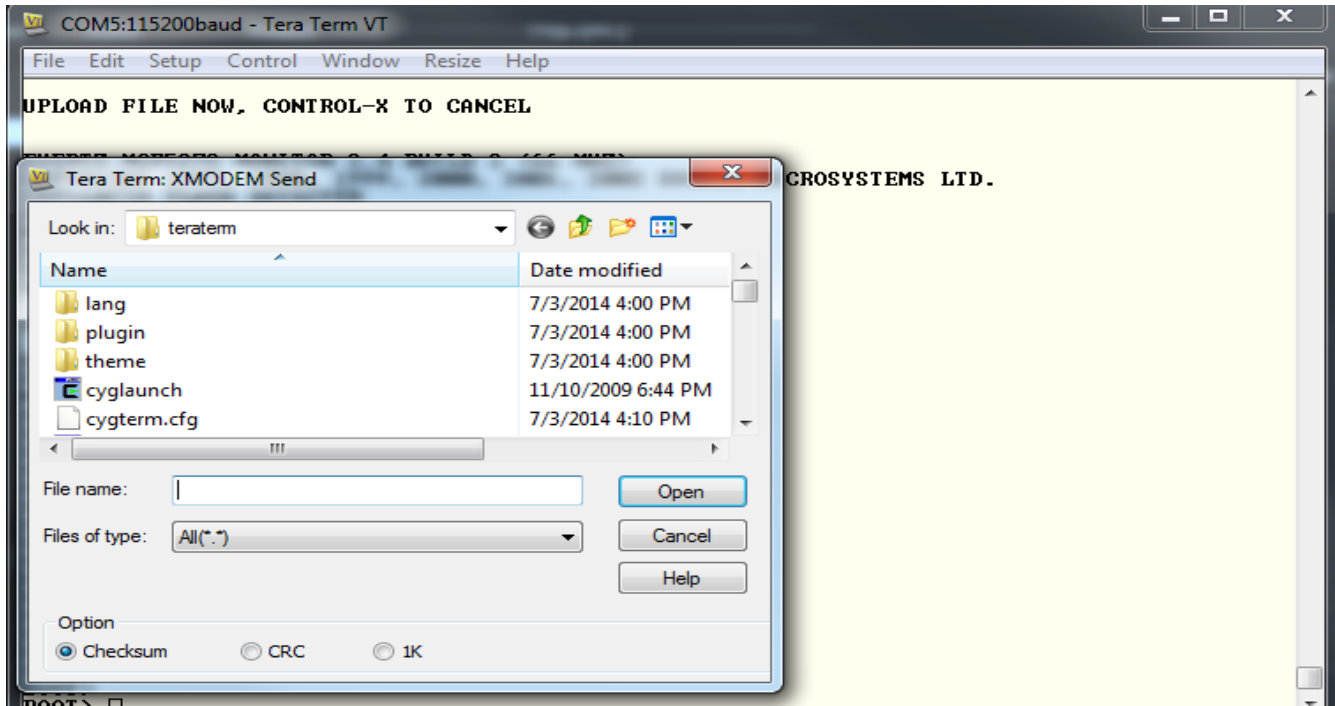 COM5:115200baud - Tera Term VT
File Edit Setup Control Window Resize Help
UPLOAD FILE NOW, CONTROL-X TO CANCEL
CROSYSTEMS LTD.
Tera Term: XMODEM Send
Look in: teraterm
Name Date modified
lang 7/3/2014 4:00 PM
plugin 7/3/2014 4:00 PM
theme 7/3/2014 4:00 PM
cyglaunch 11/10/2009 6:44 PM
cygterm.cfg 7/3/2014 4:10 PM
File name: Open
Files of type: All(*.*) Cancel
Help
Option
Checksum CRC 1K
BOOT>